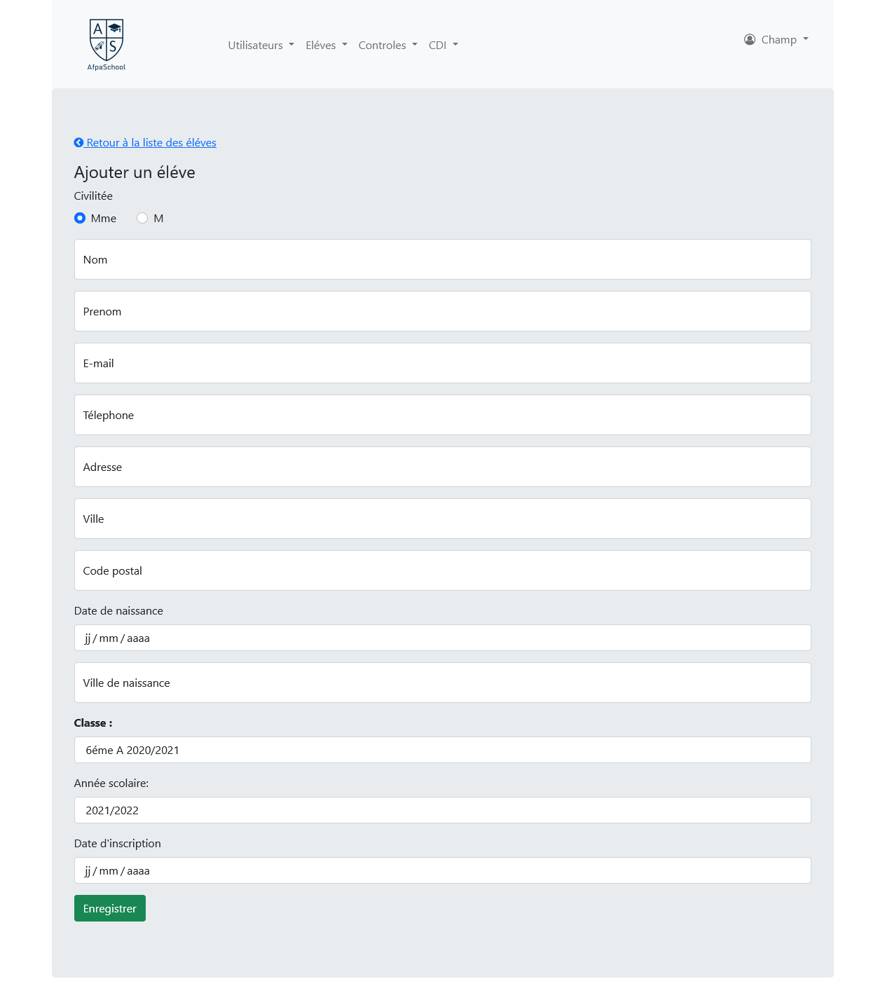 A S
AfpaSchool
Utilisateurs Eléves Controles CDI Champ
Retour à la liste des éléves
Ajouter un éléve
Civilitée
Mme M
Nom
Prenom
E-mail
Télephone
Adresse
Ville
Code postal
Date de naissance
jj/mm/aaaa
Ville de naissance
Classe :
6éme A 2020/2021
Année scolaire:
2021/2022
Date d'inscription
jj/mm/aaaa
Enregistrer